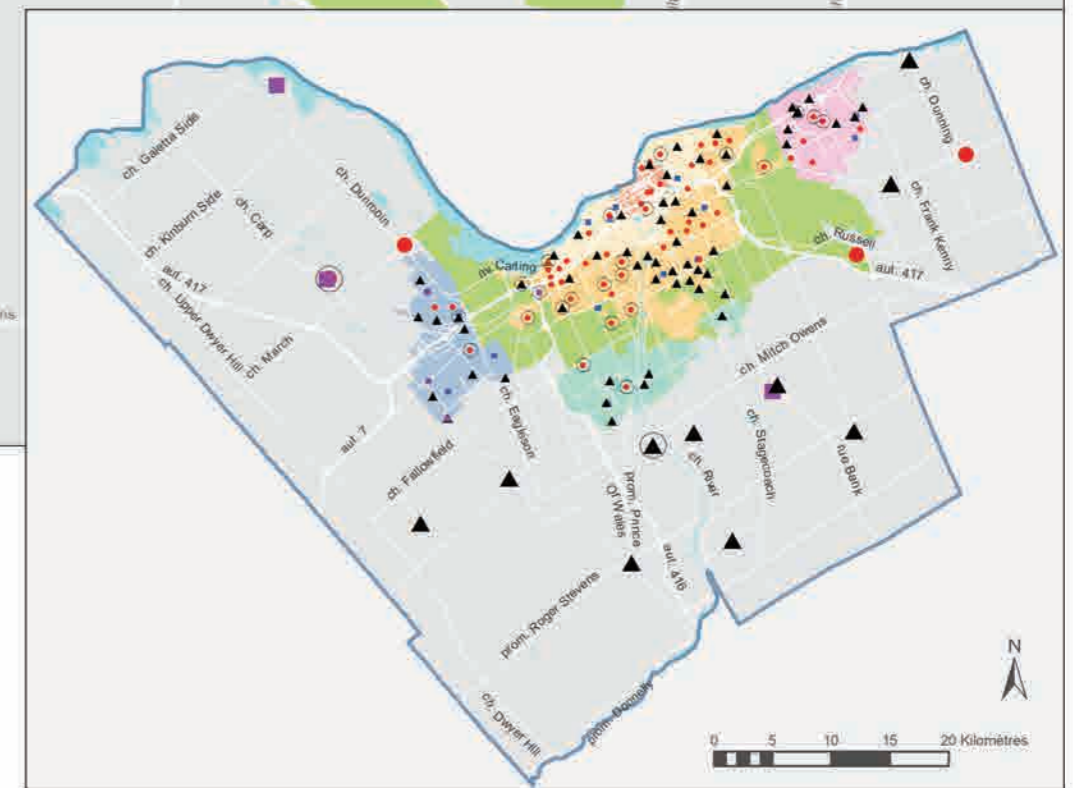 ns
ch. Dunning
ch. Galetta Side
ch. Dunrobin
ch. Kinburn Side
ch. Carp
ch. Frank Kenny
ch. Russell
aut. 417
av. Carling
aut. 417
ch. Upper Dwyer Hill
ch. March
ch. Mitch Owens
ch. Eagleson
aut. 7
ch. Fallowfield
ch. Stagecoach
rue Bank
ch. River
prom. Prince
Of Wales
aut. 416
prom. Roger Stevens
N
ch. Dwyer Hill
prom. Donnelly
0 5 10 15 20 Kilomètres